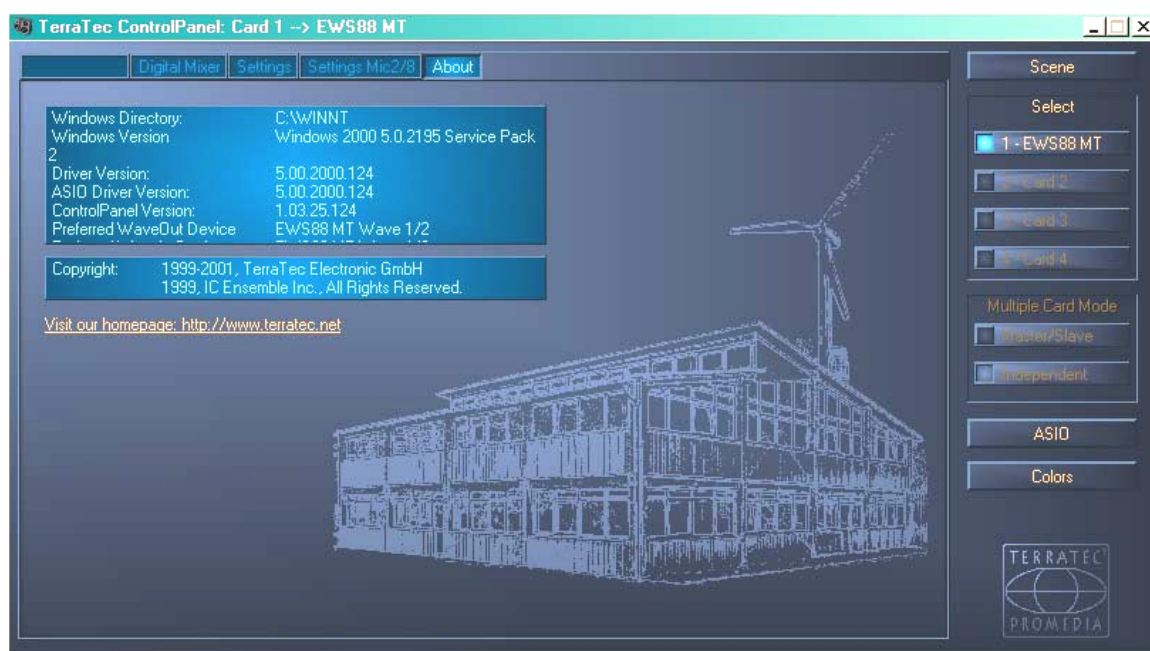 TerraTec ControlPanel: Card 1 --> EWS88 MT
Digital Mixer Settings Settings Mic2/8 About
Windows Directory: C:\WINNT
Windows Version Windows 2000 5.0.2195 Service Pack
2
Driver Version: 5.00.2000.124
ASIO Driver Version: 5.00.2000.124
ControlPanel Version: 1.03.25.124
Preferred WaveOut Device EWS88 MT Wave 1/2
Copyright: 1999-2001, TerraTec Electronic GmbH
1999, IC Ensemble Inc., All Rights Reserved.
Visit our homepage: http://www.terratec.net
Scene
Select
1 - EWS88 MT
Card 2
Card 3
Card 4
Multiple Card Mode
Master/Slave
Independent
ASIO
Colors
TERRATEC
PROMEDIA